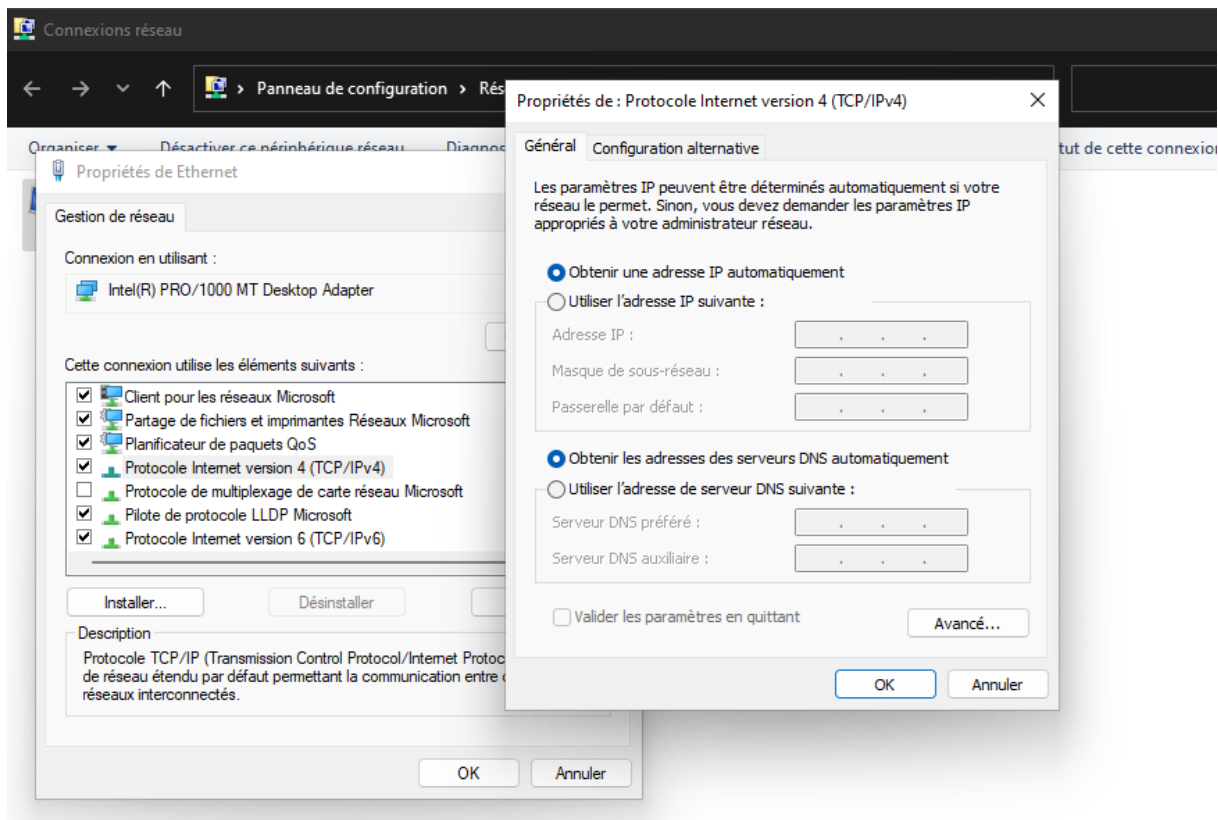 Connexions réseau
Panneau de configuration
Organiser Désactiver ce périphérique réseau
tut de cette
Propriétés de Ethernet
Gestion de réseau
Connexion en utilisant :
Intel(R) PRO/1000 MT Desktop Adapter
Cette connexion utilise les éléments suivants :
Client pour les réseaux Microsoft
Partage de fichiers et imprimantes Réseaux Microsoft
Planificateur de paquets QoS
Protocole Internet version 4 (TCP/IPv4)
Protocole de multiplexage de carte réseau Microsoft
Pilote de protocole LLDP Microsoft
Protocole Internet version 6 (TCP/IPv6)
Installer...
Désinstaller
Description
Protocole TCP/IP (Transmission Control Protocol/Internet Protoc
de réseau étendu par défaut permettant la communication entre
réseaux interconnectés.
OK
Annuler
Propriétés de : Protocole Internet version 4 (TCP/IPv4)
Général
Configuration alternative
Les paramètres IP peuvent être déterminés automatiquement si votre
réseau le permet. Sinon, vous devez demander les paramètres IP
appropriés à votre administrateur réseau.
Obtenir une adresse IP automatiquement
Utiliser l'adresse IP suivante :
Adresse IP :
Masque de sous-réseau :
Passerelle par défaut :
Obtenir les adresses des serveurs DNS automatiquement
Utiliser l'adresse de serveur DNS suivante :
Serveur DNS préféré :
Serveur DNS auxiliaire :
Valider les paramètres en quittant
Avancé...
OK
Annuler